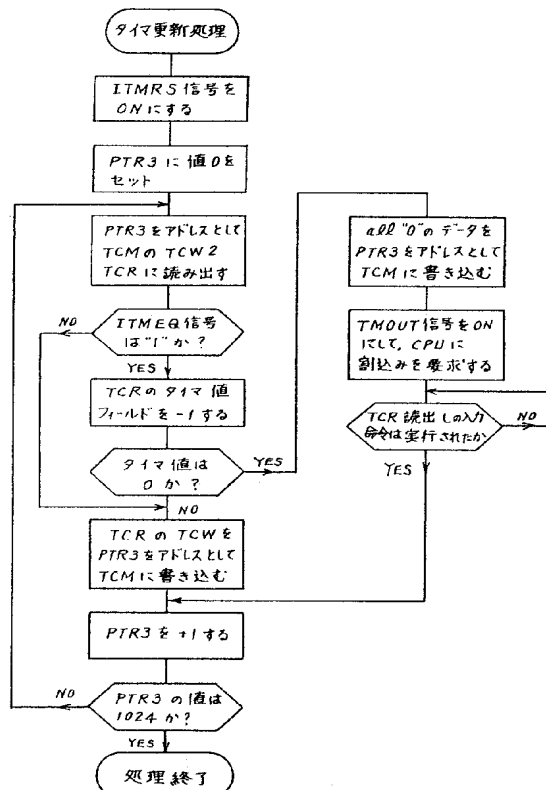 タイマ更新処理
ITMRS 信号を
ONにする
PTR3に値0を
セット
PTR3をアドレスとして
TCMのTCW2
TCRに読み出す
ITMEQ信号
は"1"か?
NO
YES
TCRのタイマ値
フィールドを-1する
タイマ値は
0か?
YES
NO
TCRのTCWを
PTR3をアドレスとして
TCMに書き込む
PTR3を+1する
PTR3の値は
1024か?
NO
YES
処理終了
all "0"のデータを
PTR3をアドレスとして
TCMに書き込む
TMOUT信号をON
にして,CPUに
割込みを要求する
TCR読出しの入力
命令は実行されたか
NO
YES